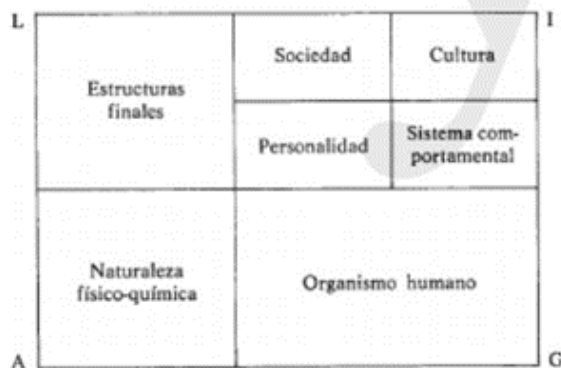 L
I
Sociedad
Cultura
Estructuras
finales
Personalidad
Sistema com-
portamental
Naturaleza
físico-química
Organismo humano
A
G